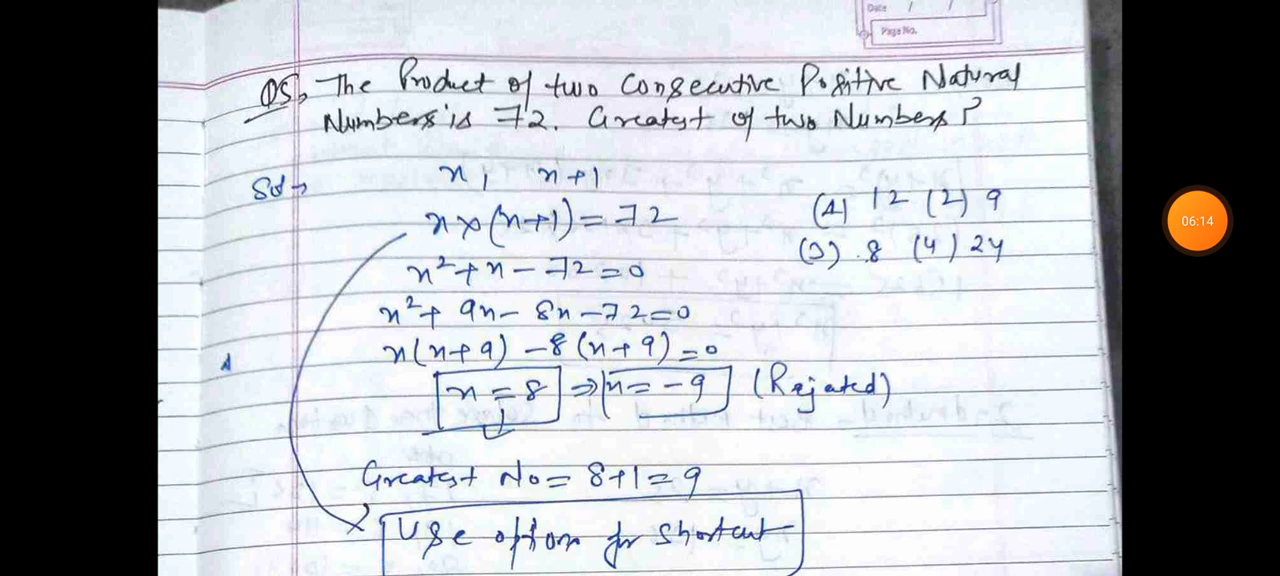 Date / /
Page No.
Q5, The Product of two Consecutive Positive Natural
Numbers is 72. Greatest of two Numbers?
Sol→ x, x+1
x×(x+1)=72 (1) 12 (2) 9
(3) 8 (4) 24
x²+x-72=0
x²+9x-8x-72=0
x(x+9)-8(x+9)=0
x=8 ⇒ x=-9 (Rejated)
Greatest No=8+1=9
Use option for Shortcut
06:14